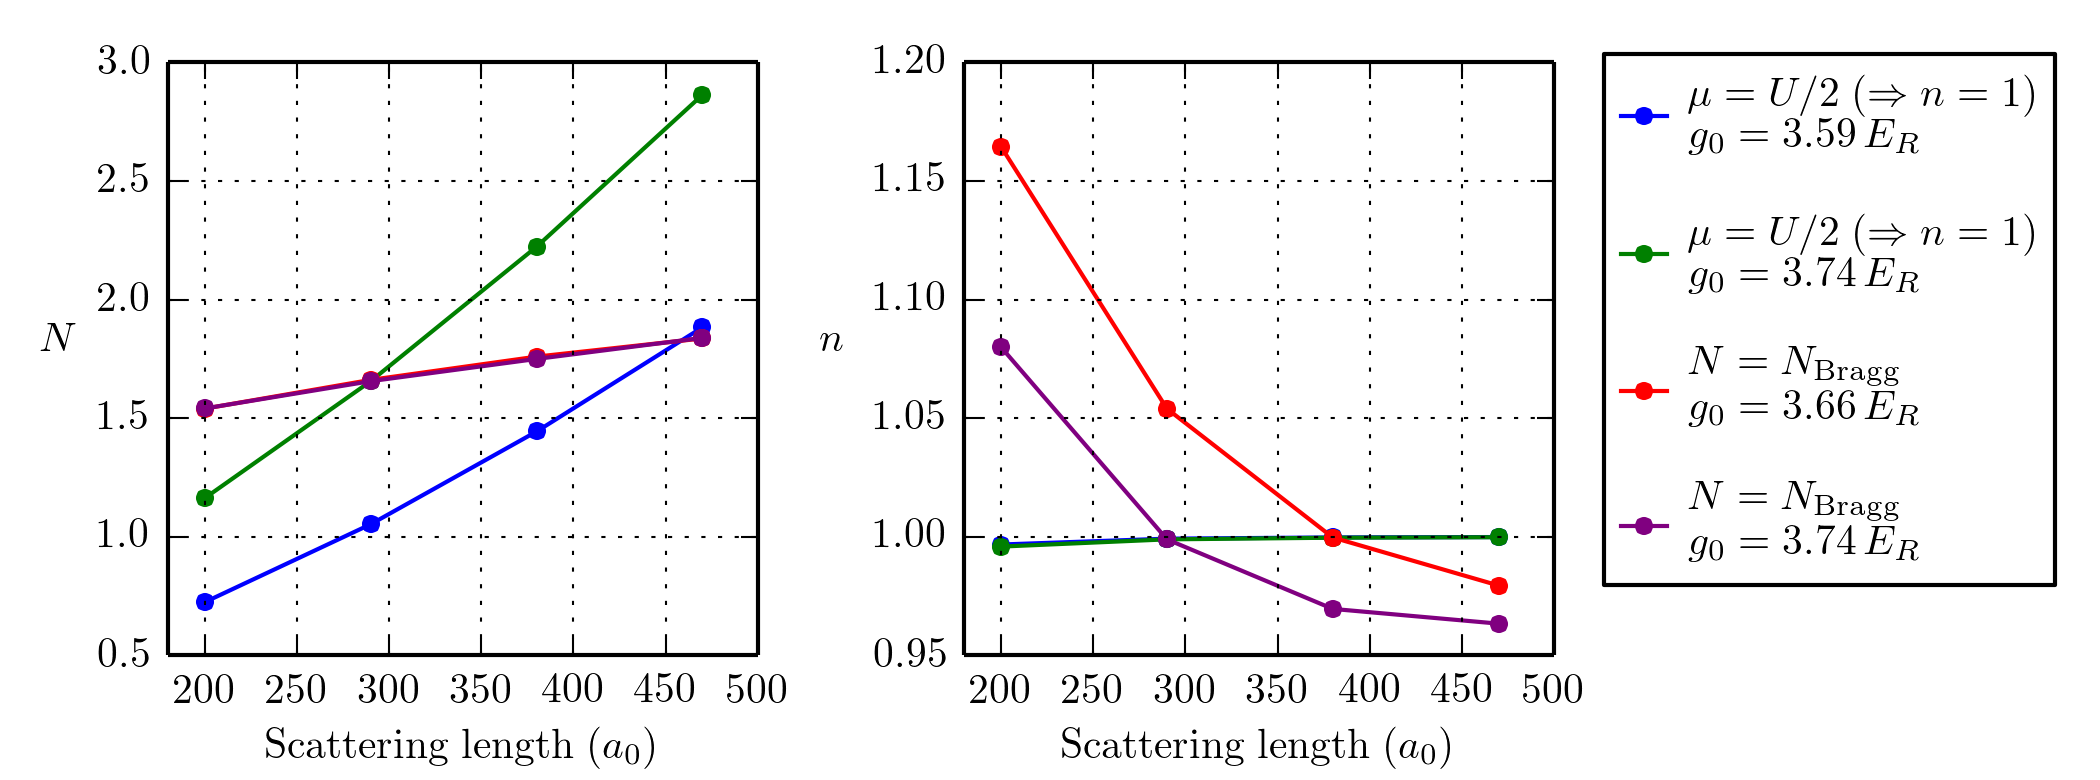 3.0
2.5
2.0
1.5
1.0
0.5
N
200 250 300 350 400 450 500
Scattering length (a₀)
1.20
1.15
1.10
1.05
1.00
0.95
n
200 250 300 350 400 450 500
Scattering length (a₀)
μ = U/2 (⇒ n = 1)
g₀ = 3.59 E_R
μ = U/2 (⇒ n = 1)
g₀ = 3.74 E_R
N = N_Bragg
g₀ = 3.66 E_R
N = N_Bragg
g₀ = 3.74 E_R